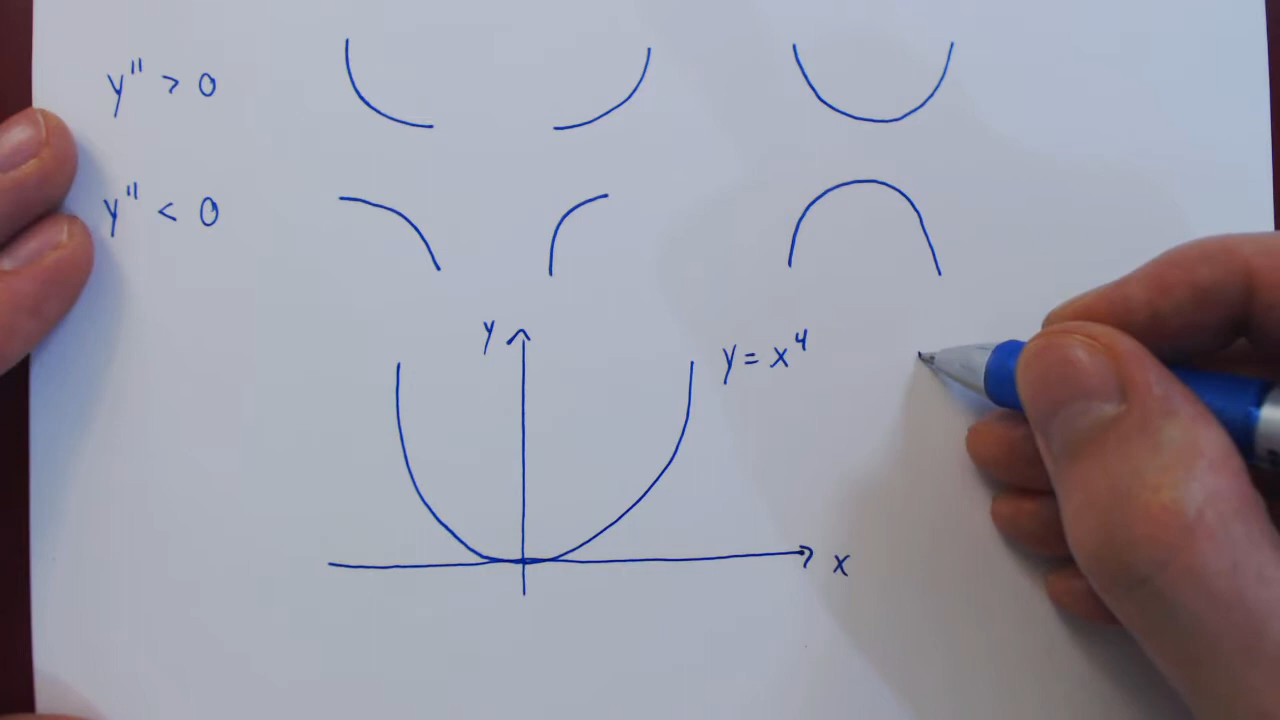 y'' > 0
y'' < 0
y
y = x⁴
x